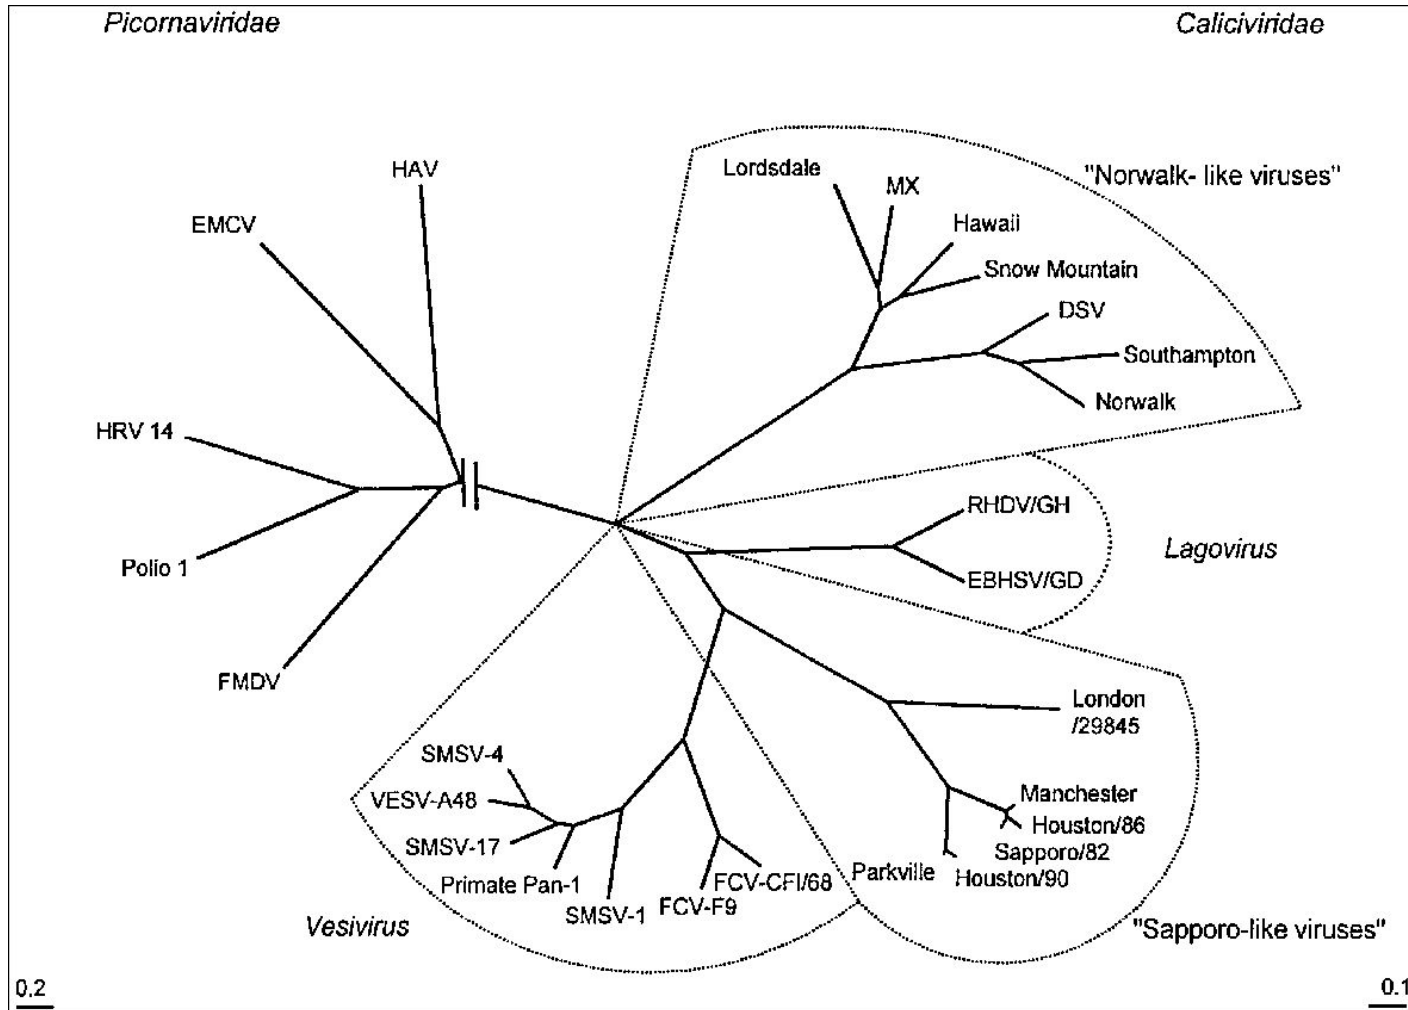 Picornaviridae
Caliciviridae
HAV
EMCV
HRV 14
Polio 1
FMDV
Lordsdale
MX
Hawaii
Snow Mountain
DSV
Southampton
Norwalk
"Norwalk- like viruses"
RHDV/GH
EBHSV/GD
Lagovirus
London
/29845
Manchester
Houston/86
Sapporo/82
Houston/90
Parkville
"Sapporo-like viruses"
SMSV-4
VESV-A48
SMSV-17
Primate Pan-1
SMSV-1
FCV-F9
FCV-CFI/68
Vesivirus
0.2
0.1